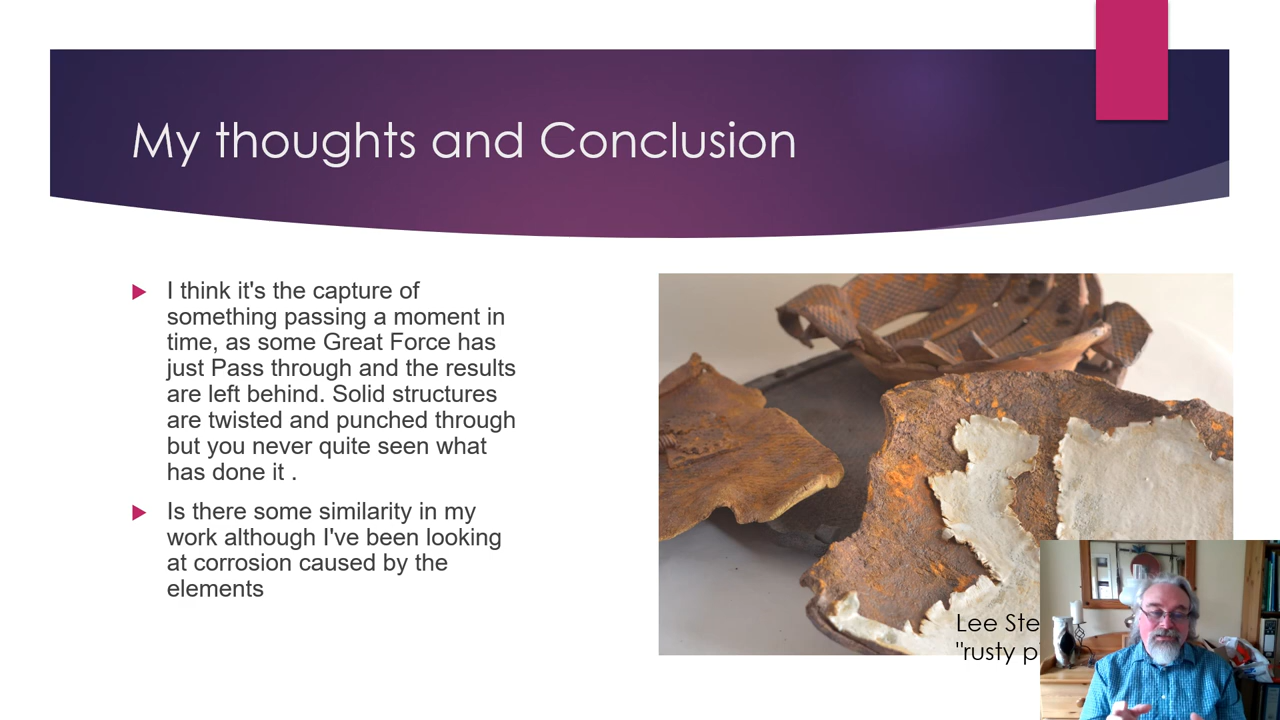 My thoughts and Conclusion
I think it's the capture of
something passing a moment in
time, as some Great Force has
just Pass through and the results
are left behind. Solid structures
are twisted and punched through
but you never quite seen what
has done it .
Is there some similarity in my
work although I've been looking
at corrosion caused by the
elements
Lee
"rusty